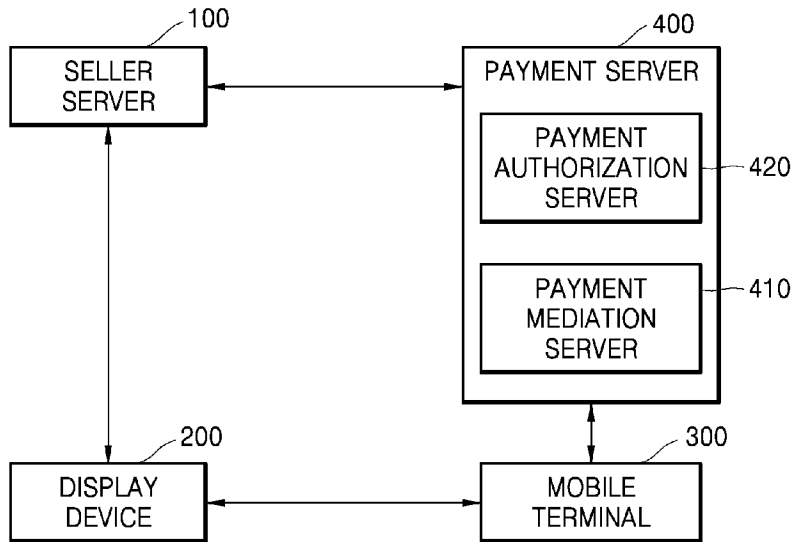 100
SELLER
SERVER
400
PAYMENT SERVER
PAYMENT
AUTHORIZATION
SERVER
420
PAYMENT
MEDIATION
SERVER
410
200
DISPLAY
DEVICE
300
MOBILE
TERMINAL